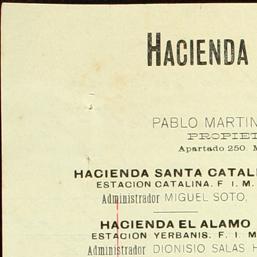 HACIENDA
PABLO MARTIN
PROPIET
Apartado 250. M
HACIENDA SANTA CATAL
ESTACION CATALINA. F. I. M.
Administrador MIGUEL SOTO,
HACIENDA EL ALAMO
ESTACION YERBANIS. F. I. M
Administrador DIONISIO SALAS H